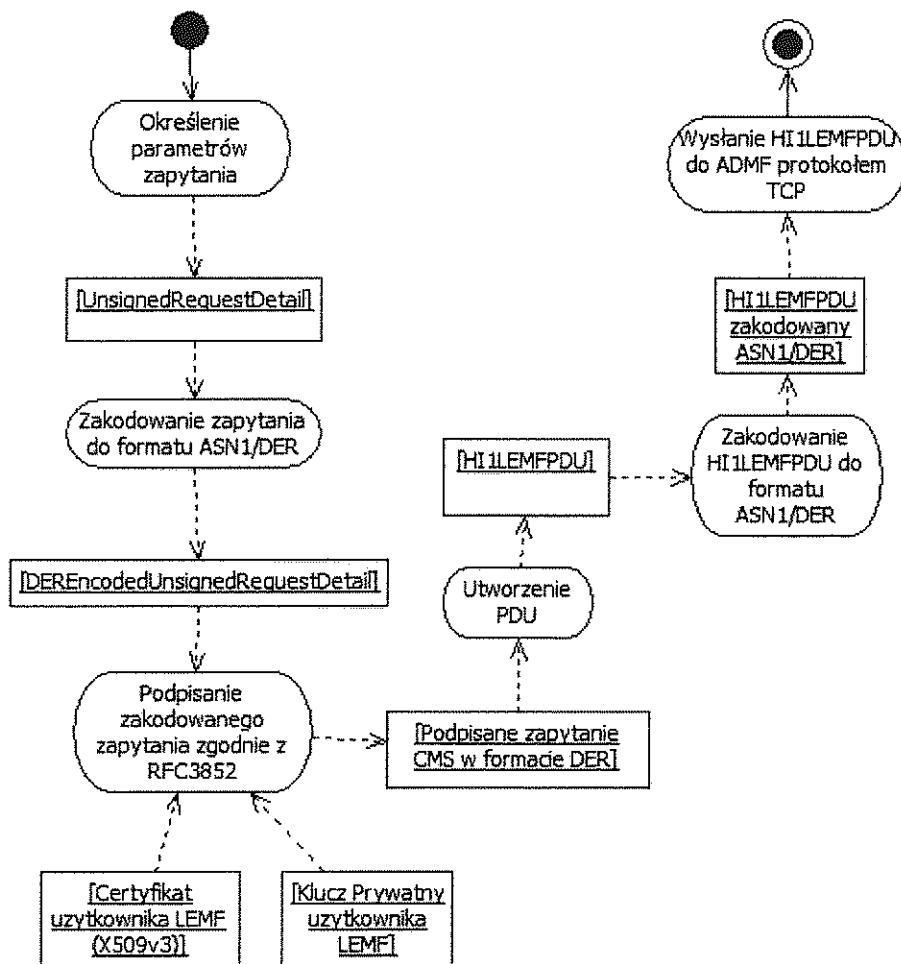 Określenie
parametrów
zapytania
[UnsignedRequestDetail]
Zakodowanie zapytania
do formatu ASN1/DER
[DEREncodedUnsignedRequestDetail]
Podpisanie
zakodowanego
zapytania zgodnie z
RFC3852
[Certyfikat
uzytkownika LEMF
(X509v3)]
[Klucz Prywatny
uzytkownika
LEMF]
[Podpisane zapytanie
CMS w formacie DER]
Utworzenie
PDU
[HI1LEMFPDU]
Zakodowanie
HI1LEMFPDU do
formatu
ASN1/DER
[HI1LEMFPDU
zakodowany
ASN1/DER]
Wysłanie HI1LEMFPDU
do ADMF protokołem
TCP